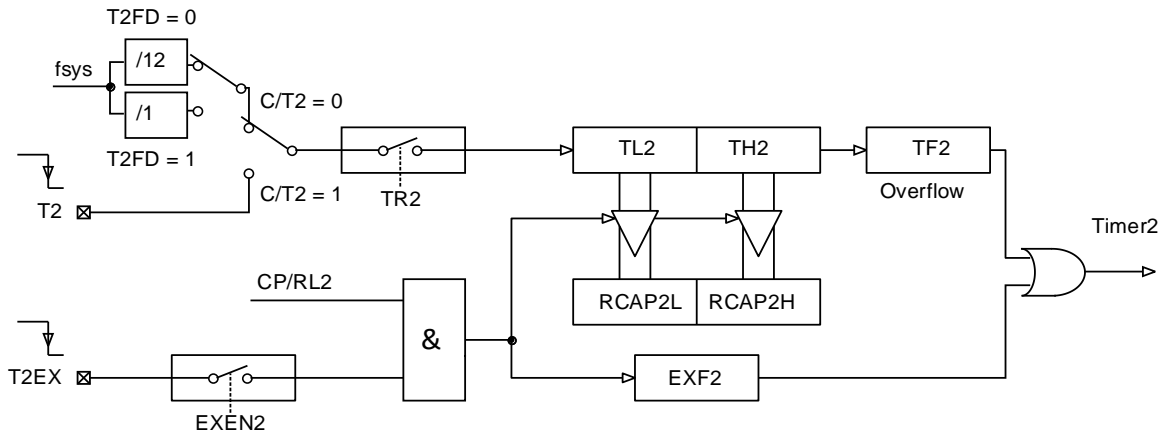 T2FD = 0
/12
fsys
C/T2 = 0
/1
T2FD = 1
TL2
TH2
TF2
C/T2 = 1
TR2
Overflow
T2
Timer2
CP/RL2
RCAP2L
RCAP2H
&
T2EX
EXF2
EXEN2